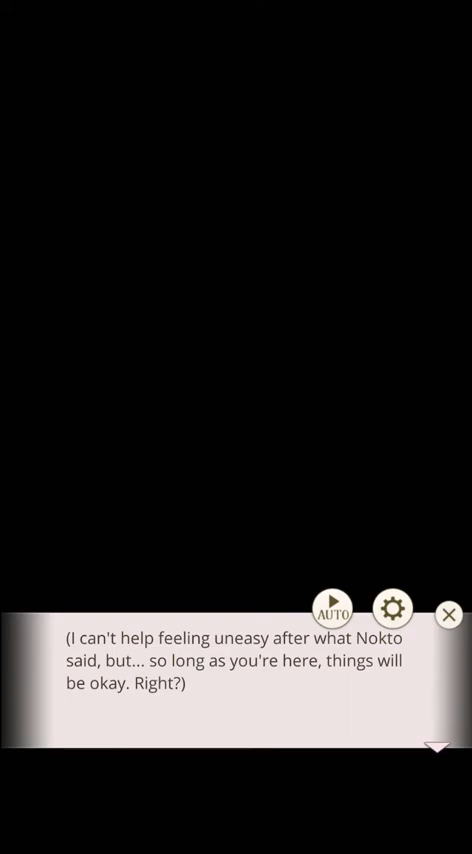 AUTO
(I can't help feeling uneasy after what Nokto
said, but... so long as you're here, things will
be okay. Right?)